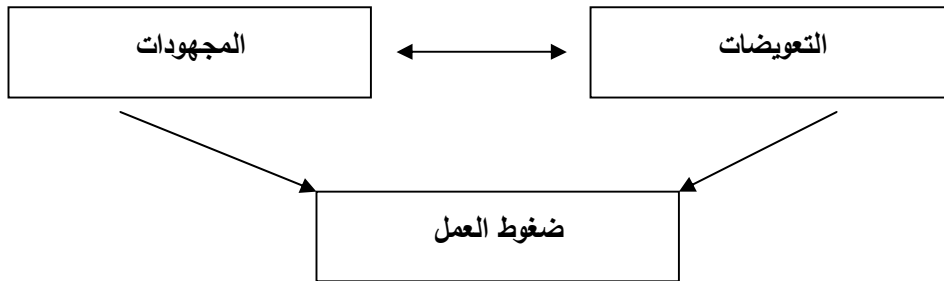 التعويضات
المجهودات
ضغوط العمل